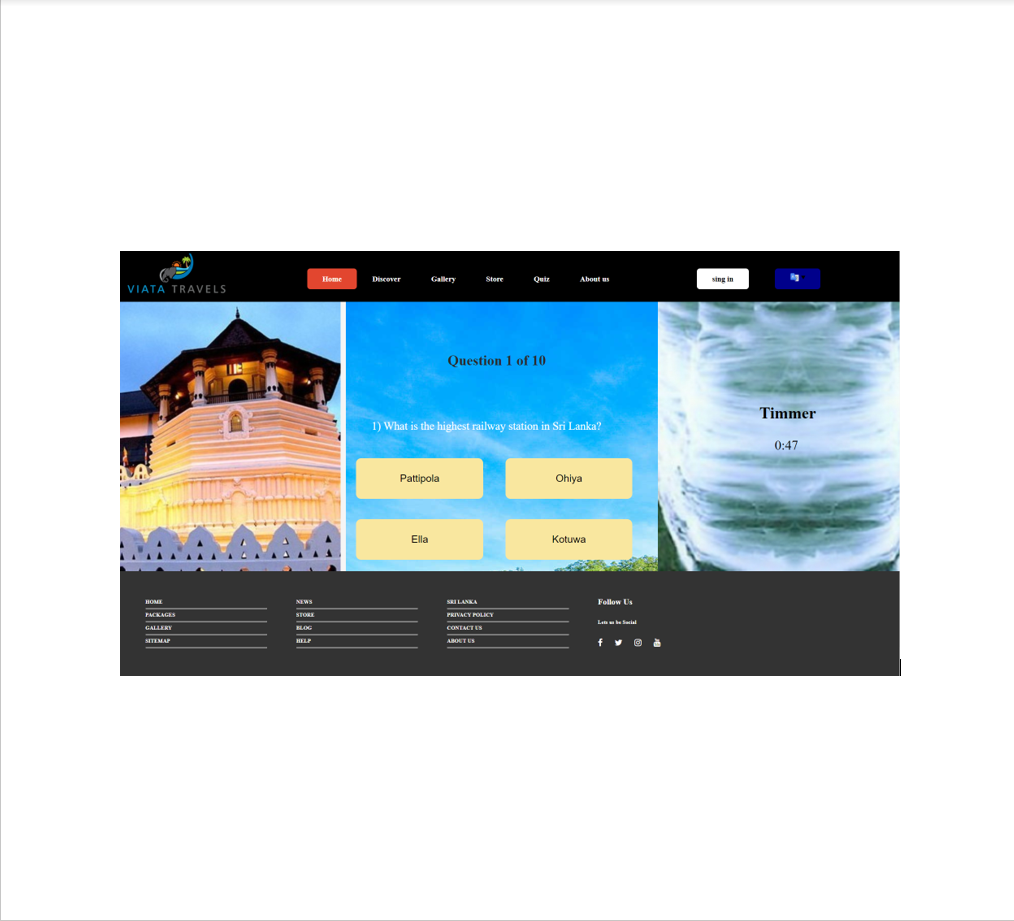 VIATA TRAVELS
Home Discover Gallery Store Quiz About us sing in
Question 1 of 10
1) What is the highest railway station in Sri Lanka?
Pattipola Ohiya
Ella Kotuwa
Timmer
0:47
HOME
PACKAGES
GALLERY
SITEMAP
NEWS
STORE
BLOG
HELP
SRI LANKA
PRIVACY POLICY
CONTACT US
ABOUT US
Follow Us
Lets us be Social